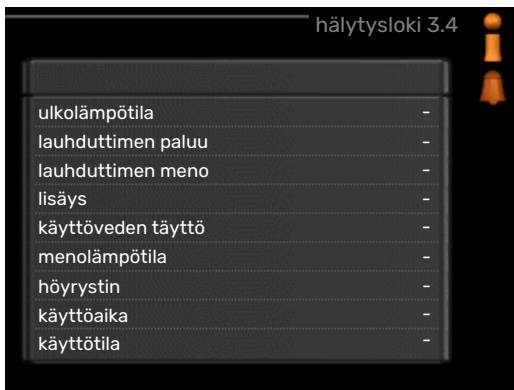 hälytysloki 3.4
ulkolämpötila -
lauhduttimen paluu -
lauhduttimen meno -
lisäys -
käyttöveden täyttö -
menolämpötila -
höyrystin -
käyttöaika -
käyttötila -